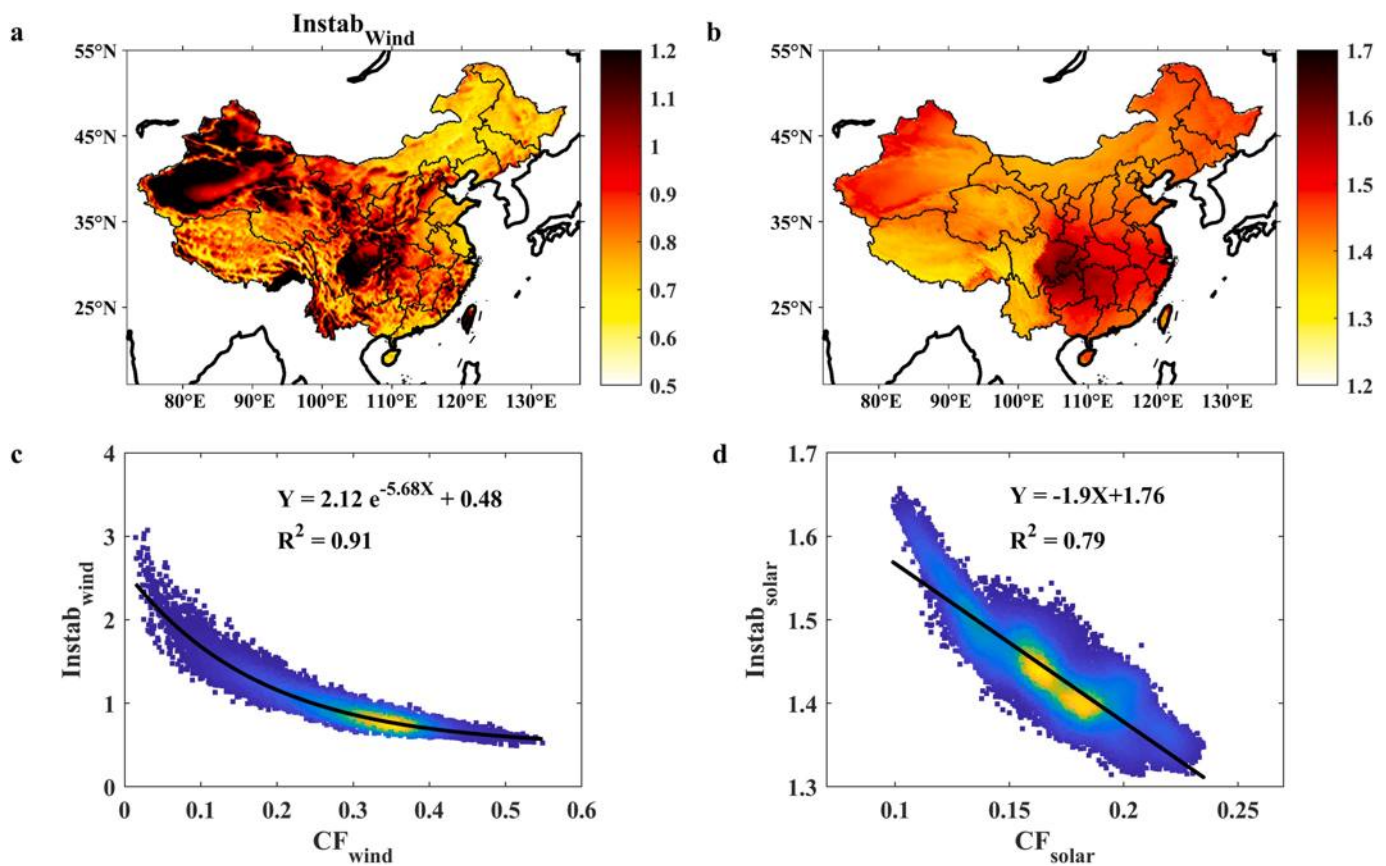 a
Instab_Wind
55°N
45°N
35°N
25°N
80°E 90°E 100°E 110°E 120°E 130°E
1.2
1.1
1
0.9
0.8
0.7
0.6
0.5
b
55°N
45°N
35°N
25°N
80°E 90°E 100°E 110°E 120°E 130°E
1.7
1.6
1.5
1.4
1.3
1.2
c
Y = 2.12 e^-5.68X + 0.48
R^2 = 0.91
Instab_wind
4
3
2
1
0
0 0.1 0.2 0.3 0.4 0.5 0.6
CF_wind
d
Y = -1.9X+1.76
R^2 = 0.79
Instab_solar
1.7
1.6
1.5
1.4
1.3
0.1 0.15 0.2 0.25
CF_solar